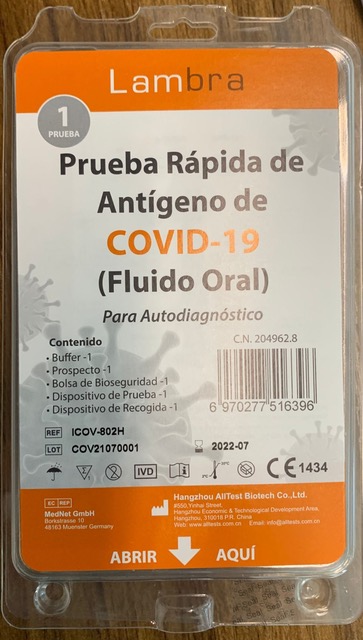 Lambra
1
PRUEBA
Prueba Rápida de
Antígeno de
COVID-19
(Fluido Oral)
Para Autodiagnóstico
Contenido
• Buffer -1
• Prospecto -1
• Bolsa de Bioseguridad -1
• Dispositivo de Prueba -1
• Dispositivo de Recogida -1
C.N. 204962.8
6 970277 516396
REF ICOV-802H
LOT COV21070001
2022-07
IVD
CE 1434
EC REP
MedNet GmbH
Borkstrasse 10
48163 Muenster Germany
Hangzhou AllTest Biotech Co.,Ltd.
#550,Yinhai Street,
Hangzhou Economic & Technological Development Area,
Hangzhou, 310018 P.R. China
Web: www.alltests.com.cn Email: info@alltests.com.cn
ABRIR AQUÍ